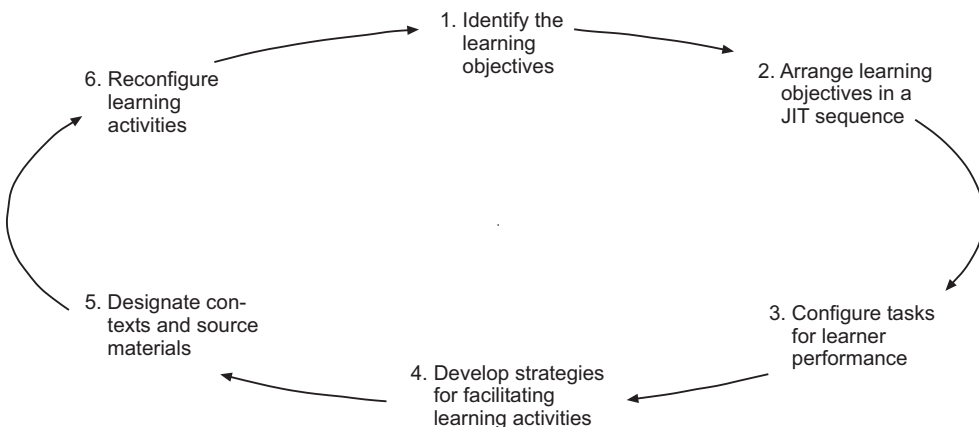 1. Identify the
learning
objectives
2. Arrange learning
objectives in a
JIT sequence
3. Configure tasks
for learner
performance
4. Develop strategies
for facilitating
learning activities
5. Designate con-
texts and source
materials
6. Reconfigure
learning
activities